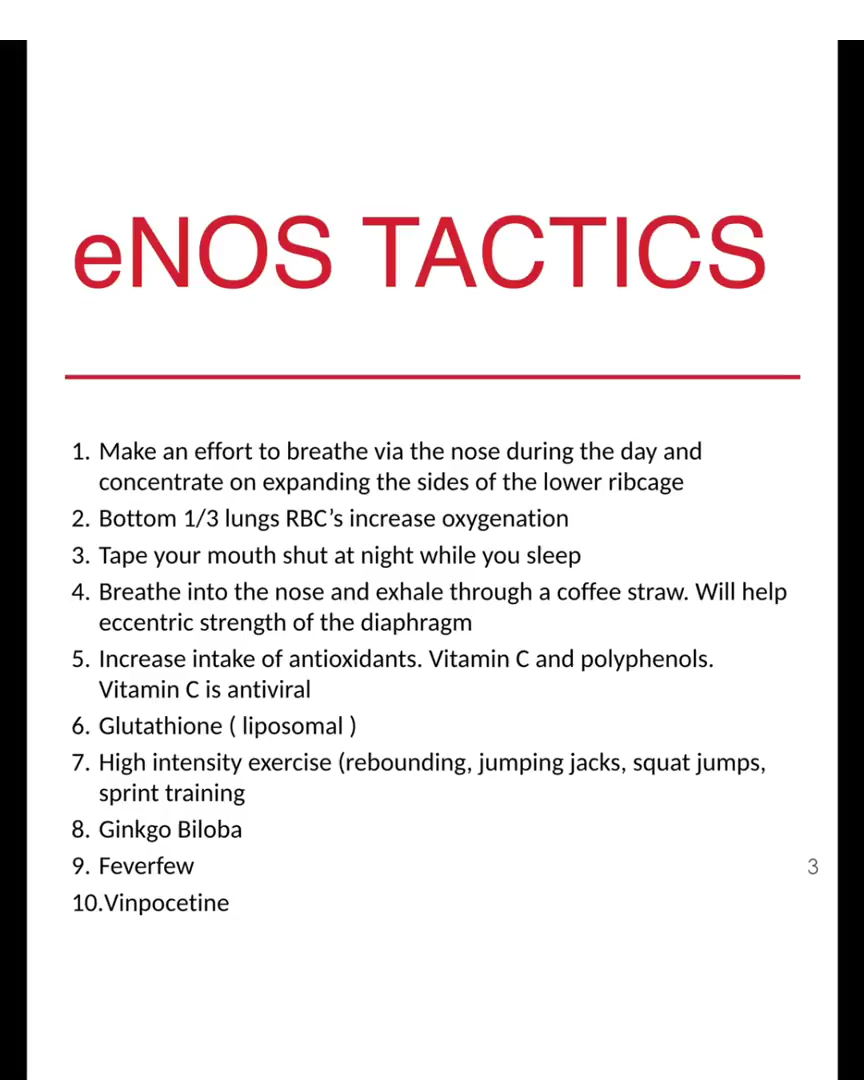 eNOS TACTICS
1. Make an effort to breathe via the nose during the day and
concentrate on expanding the sides of the lower ribcage
2. Bottom 1/3 lungs RBC’s increase oxygenation
3. Tape your mouth shut at night while you sleep
4. Breathe into the nose and exhale through a coffee straw. Will help
eccentric strength of the diaphragm
5. Increase intake of antioxidants. Vitamin C and polyphenols.
Vitamin C is antiviral
6. Glutathione ( liposomal )
7. High intensity exercise (rebounding, jumping jacks, squat jumps,
sprint training
8. Ginkgo Biloba
9. Feverfew
3
10.Vinpocetine